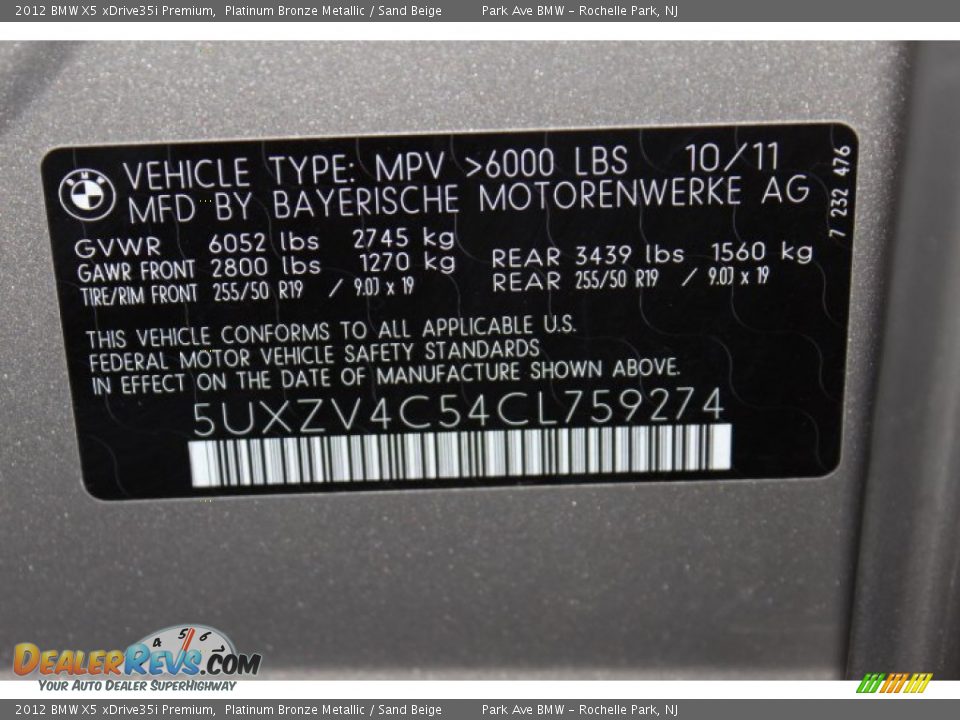 2012 BMW X5 xDrive35i Premium, Platinum Bronze Metallic / Sand Beige Park Ave BMW - Rochelle Park, NJ
BMW VEHICLE TYPE: MPV >6000 LBS 10/11
MFD BY BAYERISCHE MOTORENWERKE AG
7 232 476
GVWR 6052 lbs 2745 kg
GAWR FRONT 2800 lbs 1270 kg REAR 3439 lbs 1560 kg
TIRE/RIM FRONT 255/50 R19 / 9.0J x 19 REAR 255/50 R19 / 9.0J x 19
THIS VEHICLE CONFORMS TO ALL APPLICABLE U.S.
FEDERAL MOTOR VEHICLE SAFETY STANDARDS
IN EFFECT ON THE DATE OF MANUFACTURE SHOWN ABOVE.
5UXZV4C54CL759274
4 5 6
DEALERREVS.COM
YOUR AUTO DEALER SUPERHIGHWAY
2012 BMW X5 xDrive35i Premium, Platinum Bronze Metallic / Sand Beige Park Ave BMW - Rochelle Park, NJ